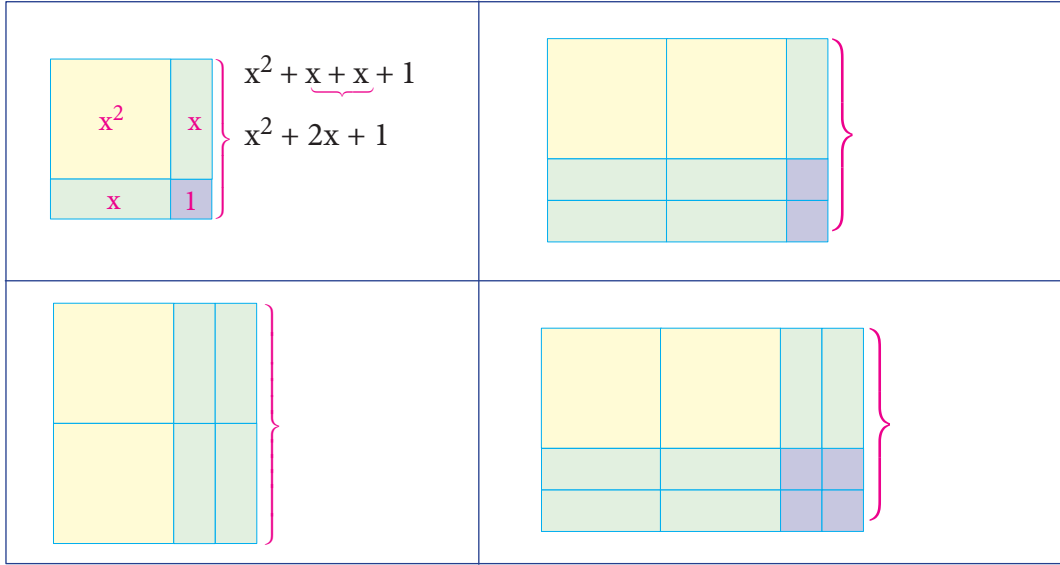 x² + x + x + 1
x² + 2x + 1
x² x
x 1